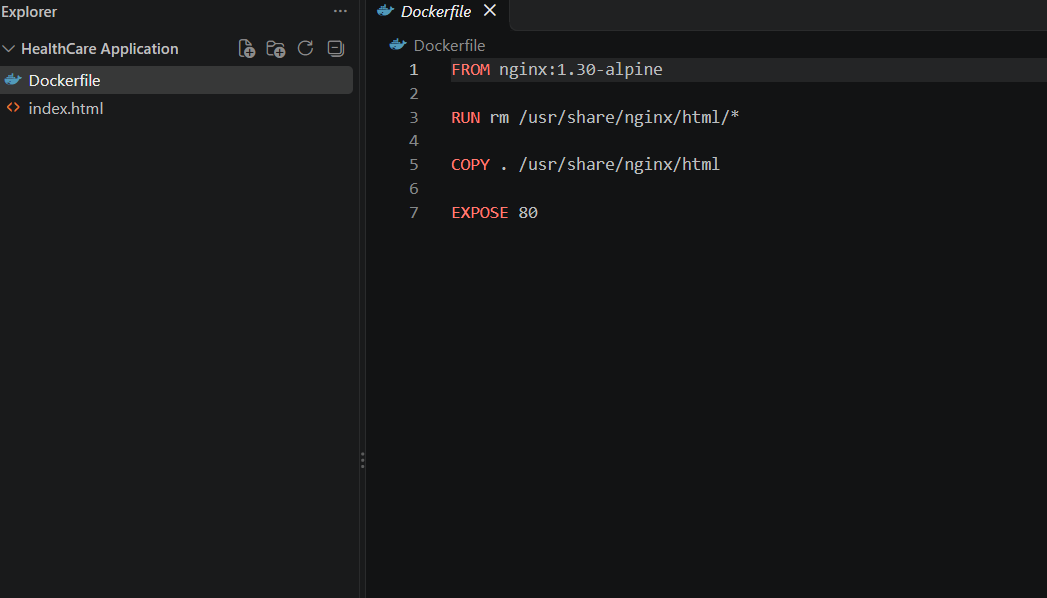 Explorer
HealthCare Application
Dockerfile
index.html
Dockerfile
Dockerfile
1 FROM nginx:1.30-alpine
2
3 RUN rm /usr/share/nginx/html/*
4
5 COPY . /usr/share/nginx/html
6
7 EXPOSE 80